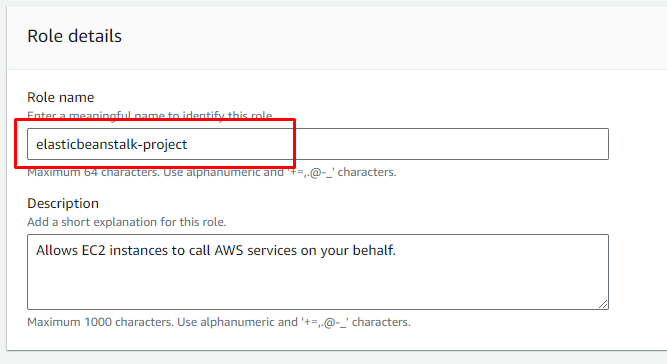 Role details
Role name
Enter a meaningful name to identify this role.
elasticbeanstalk-project
Maximum 64 characters. Use alphanumeric and '+=,.@-_' characters.
Description
Add a short explanation for this role.
Allows EC2 instances to call AWS services on your behalf.
Maximum 1000 characters. Use alphanumeric and '+=,.@-_' characters.